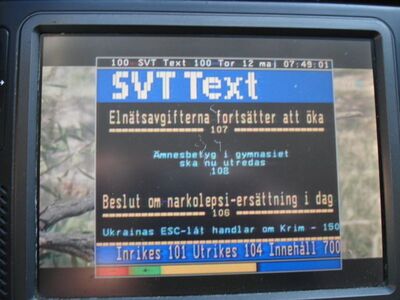 100 SVT Text 100 Tor 12 maj 07:49:01
SVT Text
Elnätsavgifterna fortsätter att öka
107
Ämnesbetyg i gymnasiet
ska nu utredas
108
Beslut om narkolepsi-ersättning i dag
106
Ukrainas ESC-låt handlar om Krim - 150
Inrikes 101 Utrikes 104 Innehåll 700